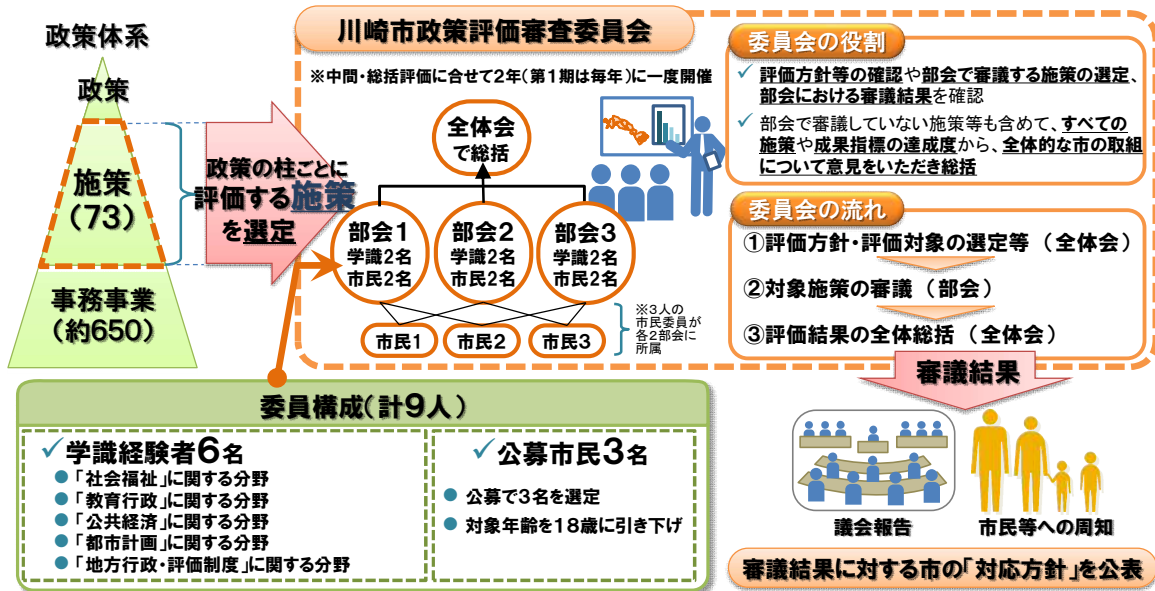 政策体系
政策
施策
(73)
事務事業
(約650)
政策の柱ごとに
評価する施策
を選定
川崎市政策評価審査委員会
※中間・総括評価に合せて2年(第1期は毎年)に一度開催
全体会
で総括
部会1
学識2名
市民2名
部会2
学識2名
市民2名
部会3
学識2名
市民2名
市民1
市民2
市民3
※3人の
市民委員が
各2部会に
所属
委員会の役割
✓ 評価方針等の確認や部会で審議する施策の選定、
部会における審議結果を確認
✓ 部会で審議していない施策等も含めて、すべての
施策や成果指標の達成度から、全体的な市の取組
について意見をいただき総括
委員会の流れ
①評価方針・評価対象の選定等(全体会)
②対象施策の審議(部会)
③評価結果の全体総括(全体会)
審議結果
議会報告
市民等への周知
審議結果に対する市の「対応方針」を公表
委員構成(計9人)
✓学識経験者6名
● 「社会福祉」に関する分野
● 「教育行政」に関する分野
● 「公共経済」に関する分野
● 「都市計画」に関する分野
● 「地方行政・評価制度」に関する分野
✓公募市民3名
● 公募で3名を選定
● 対象年齢を18歳に引き下げ